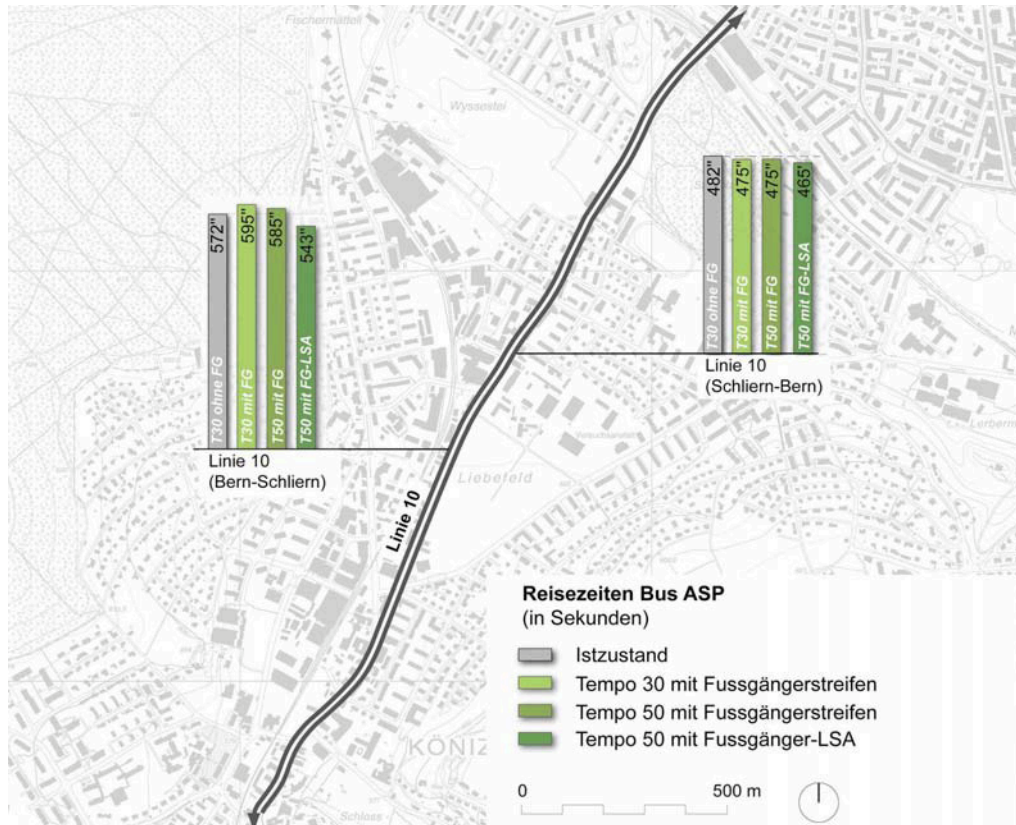 Fischermätteli
Wyssestei
482"
475"
475"
465'
T30 ohne FG
T30 mit FG
T50 mit FG
T50 mit FG-LSA
Linie 10
(Schliern-Bern)
572"
595"
585"
543"
T30 ohne FG
T30 mit FG
T50 mit FG
T50 mit FG-LSA
Linie 10
(Bern-Schliern)
Liebefeld
Linie 10
Reisezeiten Bus ASP
(in Sekunden)
Istzustand
Tempo 30 mit Fussgängerstreifen
Tempo 50 mit Fussgängerstreifen
Tempo 50 mit Fussgänger-LSA
KÖNIZ
0 500 m
Schloss